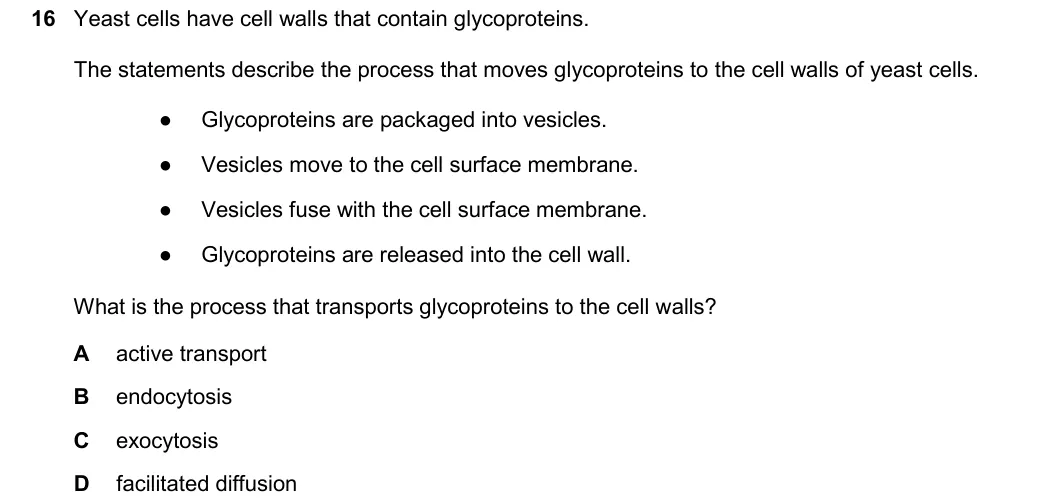 16 Yeast cells have cell walls that contain glycoproteins.
The statements describe the process that moves glycoproteins to the cell walls of yeast cells.
● Glycoproteins are packaged into vesicles.
● Vesicles move to the cell surface membrane.
● Vesicles fuse with the cell surface membrane.
● Glycoproteins are released into the cell wall.
What is the process that transports glycoproteins to the cell walls?
A active transport
B endocytosis
C exocytosis
D facilitated diffusion